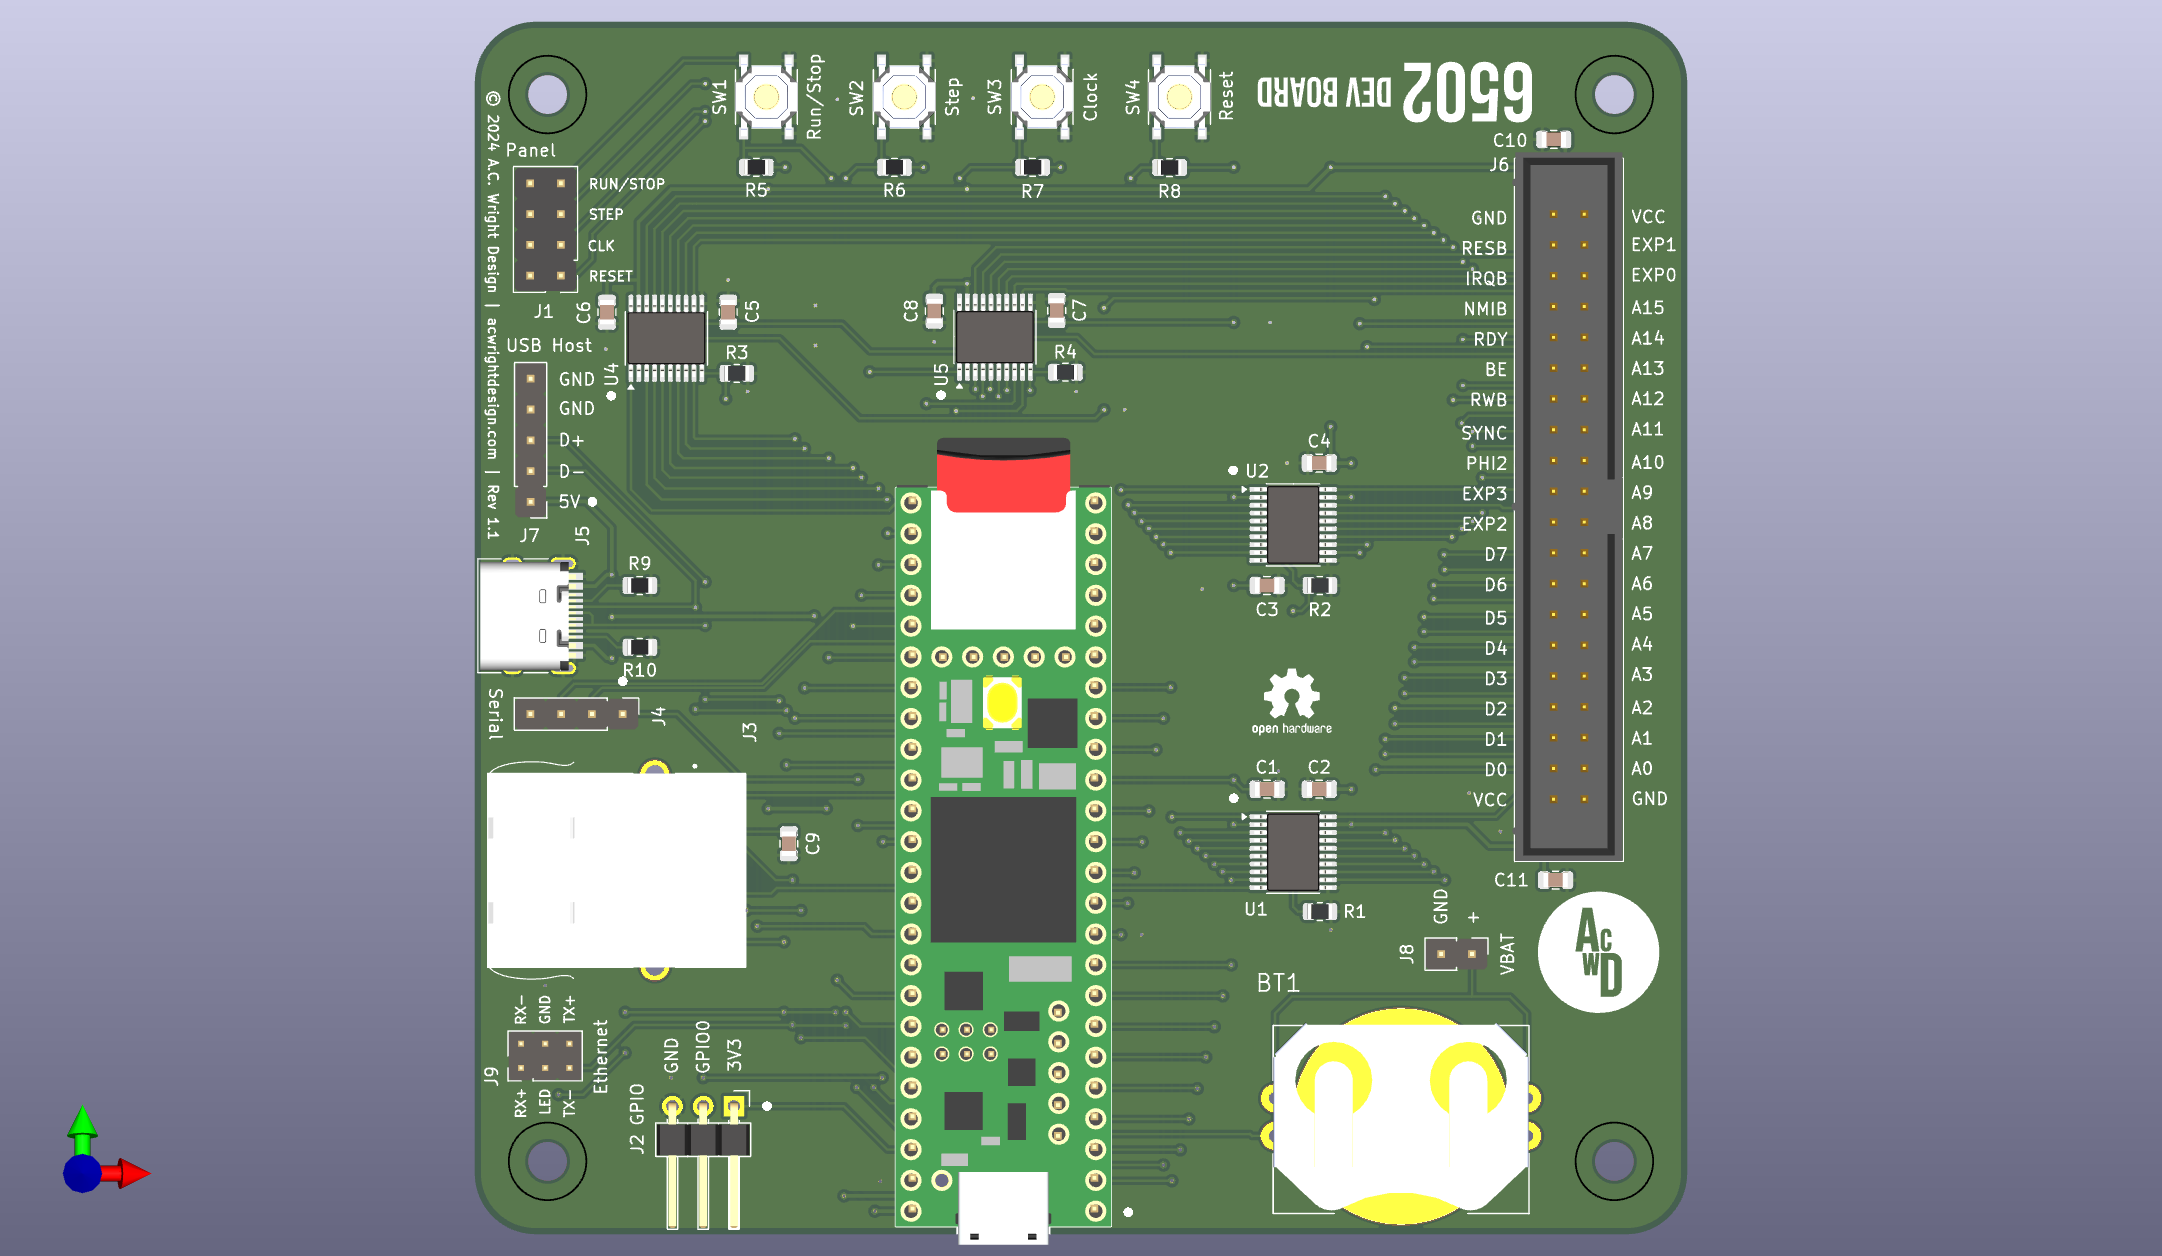 6502
DEV BOARD
SW1
Run/Stop
SW2
Step
SW3
Clock
SW4
Reset
R5
R6
R7
R8
© 2024 A.C. Wright Design | acwrightdesign.com | Rev 1.1
Panel
RUN/STOP
STEP
CLK
RESET
J1
C6
C5
U4
R3
C8
C7
U5
R4
USB Host
GND
GND
D+
D-
5V
J7
J5
R9
R10
Serial
J4
J3
C9
C10
J6
GND
RESB
IRQB
NMIB
RDY
BE
RWB
SYNC
PHI2
EXP3
EXP2
D7
D6
D5
D4
D3
D2
D1
D0
VCC
VCC
EXP1
EXP0
A15
A14
A13
A12
A11
A10
A9
A8
A7
A6
A5
A4
A3
A2
A1
A0
GND
C11
C4
U2
C3
R2
open hardware
C1
C2
U1
R1
GND
+
J8
VBAT
ACWD
BT1
RX-
GND
TX+
J9
Ethernet
RX+
LED
TX-
GND
GPIO0
3V3
J2 GPIO